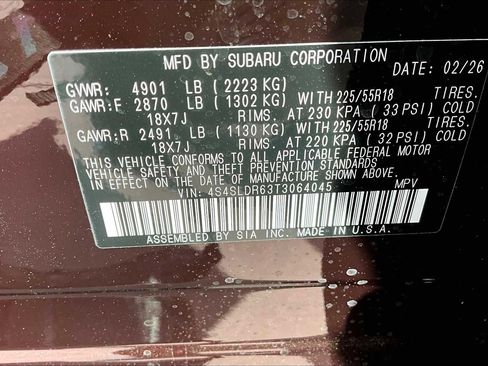 MFD BY SUBARU CORPORATION
DATE: 02/26
GVWR: 4901 LB (2223 KG)
GAWR:F 2870 LB (1302 KG) WITH 225/55R18 TIRES.
18X7J RIMS. AT 230 KPA (33 PSI) COLD
GAWR:R 2491 LB (1130 KG) WITH 225/55R18 TIRES.
18X7J RIMS. AT 220 KPA (32 PSI) COLD
THIS VEHICLE CONFORMS TO ALL APPLICABLE FEDERAL MOTOR
VEHICLE SAFETY AND THEFT PREVENTION STANDARDS
IN EFFECT ON THE DATE OF MANUFACTURE SHOWN ABOVE.
VIN: 4S4SLDR63T3064045 MPV
ASSEMBLED BY SIA INC. MADE IN U.S.A.